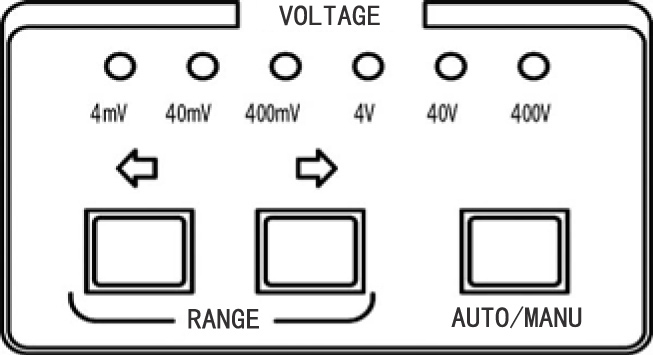 VOLTAGE
4mV 40mV 400mV 4V 40V 400V
RANGE AUTO/MANU